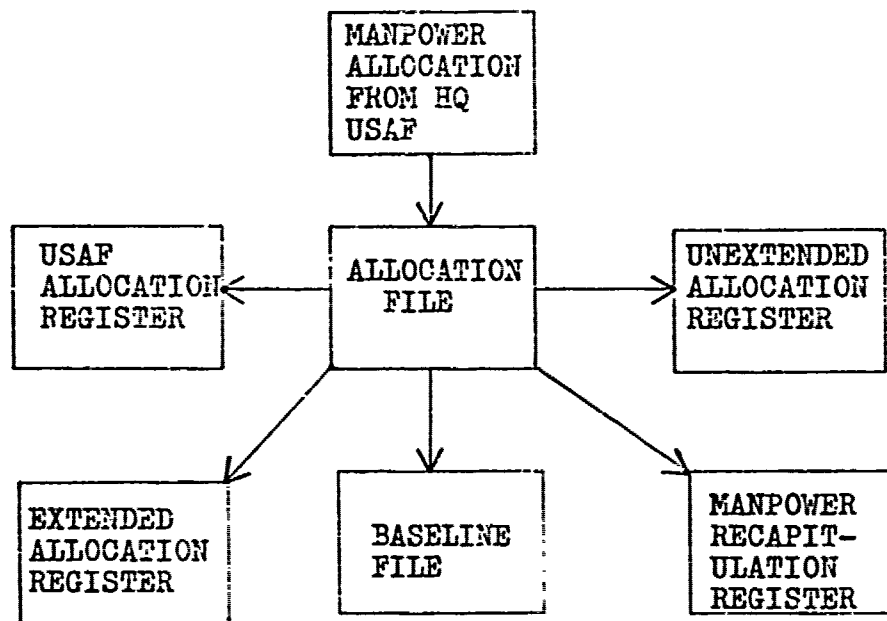 MANPOWER
ALLOCATION
FROM HQ
USAF
USAF
ALLOCATION
REGISTER
ALLOCATION
FILE
UNEXTENDED
ALLOCATION
REGISTER
EXTENDED
ALLOCATION
REGISTER
BASELINE
FILE
MANPOWER
RECAPIT-
ULATION
REGISTER